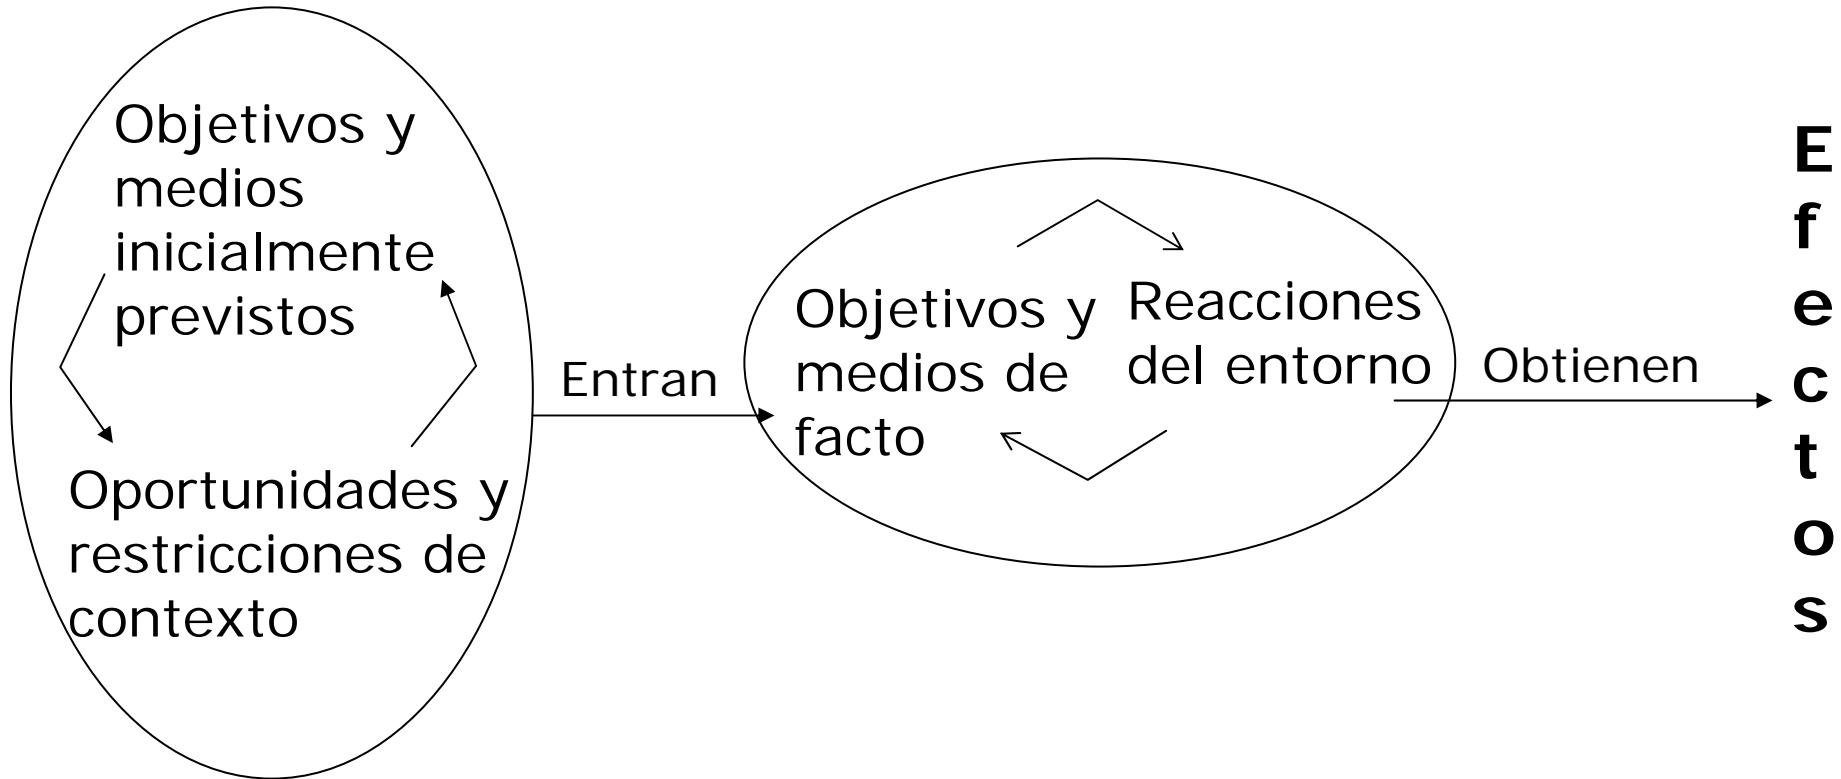 Objetivos y
medios
inicialmente
previstos
Oportunidades y
restricciones de
contexto
Entran
Objetivos y
medios de
facto
Reacciones
del entorno
Obtienen
E
f
e
c
t
o
s